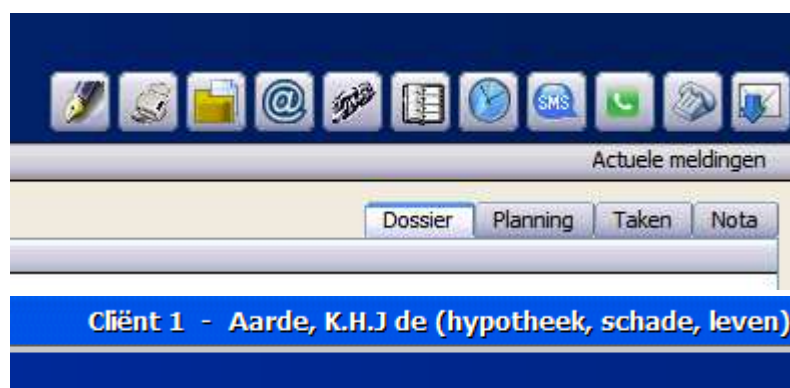 @ SMS
Actuele meldingen
Dossier Planning Taken Nota
Cliënt 1 - Aarde, K.H.J de (hypotheek, schade, leven)